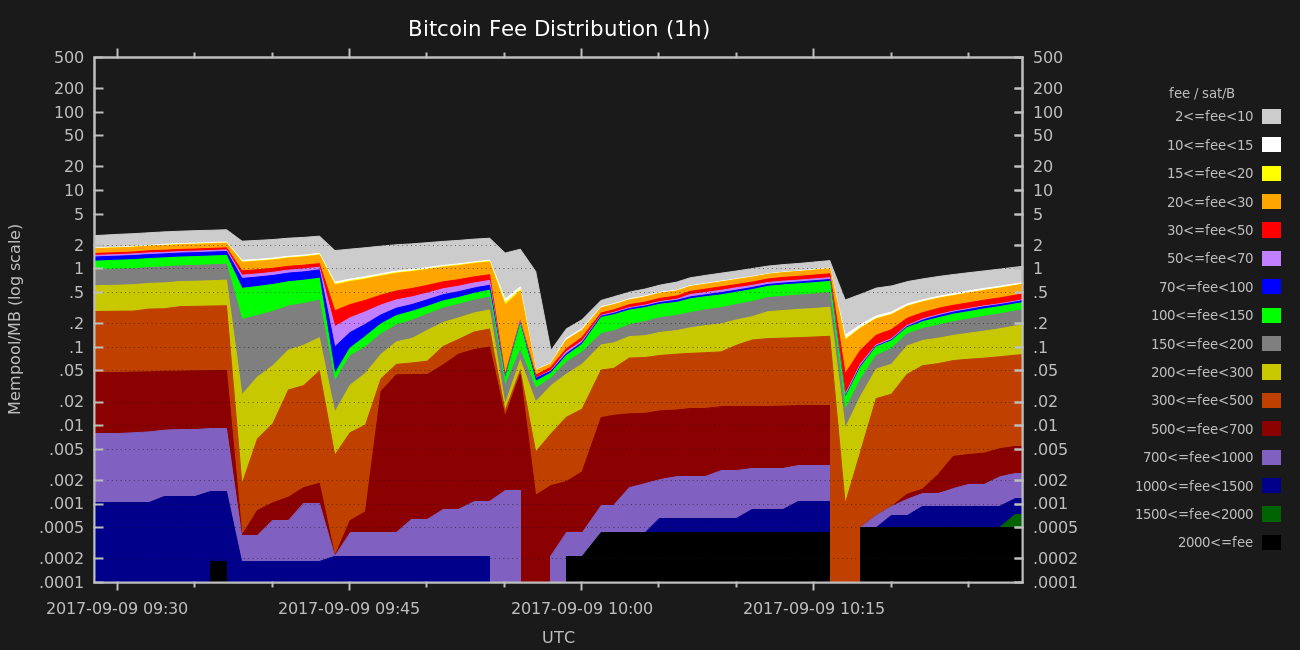 Bitcoin Fee Distribution (1h)
Mempool/MB (log scale)
500
200
100
50
20
10
5
2
1
.5
.2
.1
.05
.02
.01
.005
.002
.001
.0005
.0002
.0001
500
200
100
50
20
10
5
2
1
.5
.2
.1
.05
.02
.01
.005
.002
.001
.0005
.0002
.0001
2017-09-09 09:30
2017-09-09 09:45
2017-09-09 10:00
2017-09-09 10:15
UTC
fee / sat/B
2<=fee<10
10<=fee<15
15<=fee<20
20<=fee<30
30<=fee<50
50<=fee<70
70<=fee<100
100<=fee<150
150<=fee<200
200<=fee<300
300<=fee<500
500<=fee<700
700<=fee<1000
1000<=fee<1500
1500<=fee<2000
2000<=fee